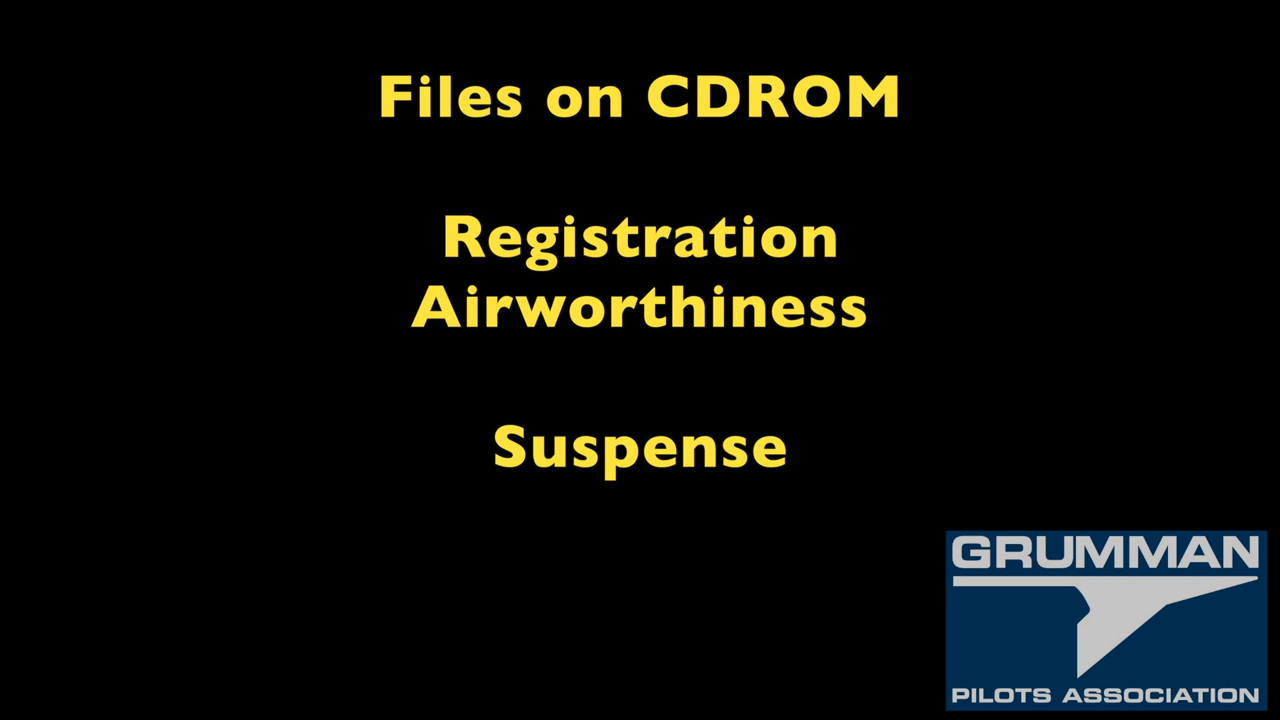 Files on CDROM
Registration
Airworthiness
Suspense
GRUMMAN
PILOTS ASSOCIATION